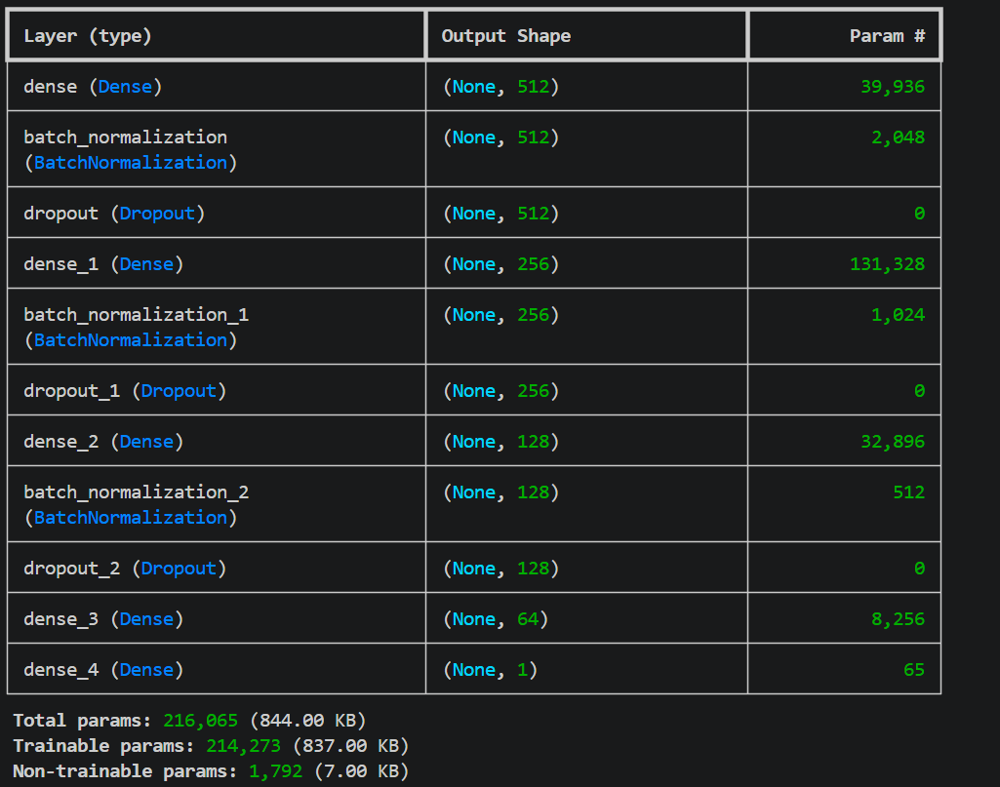 Layer (type) Output Shape Param #
dense (Dense) (None, 512) 39,936
batch_normalization (None, 512) 2,048
(BatchNormalization)
dropout (Dropout) (None, 512) 0
dense_1 (Dense) (None, 256) 131,328
batch_normalization_1 (None, 256) 1,024
(BatchNormalization)
dropout_1 (Dropout) (None, 256) 0
dense_2 (Dense) (None, 128) 32,896
batch_normalization_2 (None, 128) 512
(BatchNormalization)
dropout_2 (Dropout) (None, 128) 0
dense_3 (Dense) (None, 64) 8,256
dense_4 (Dense) (None, 1) 65
Total params: 216,065 (844.00 KB)
Trainable params: 214,273 (837.00 KB)
Non-trainable params: 1,792 (7.00 KB)